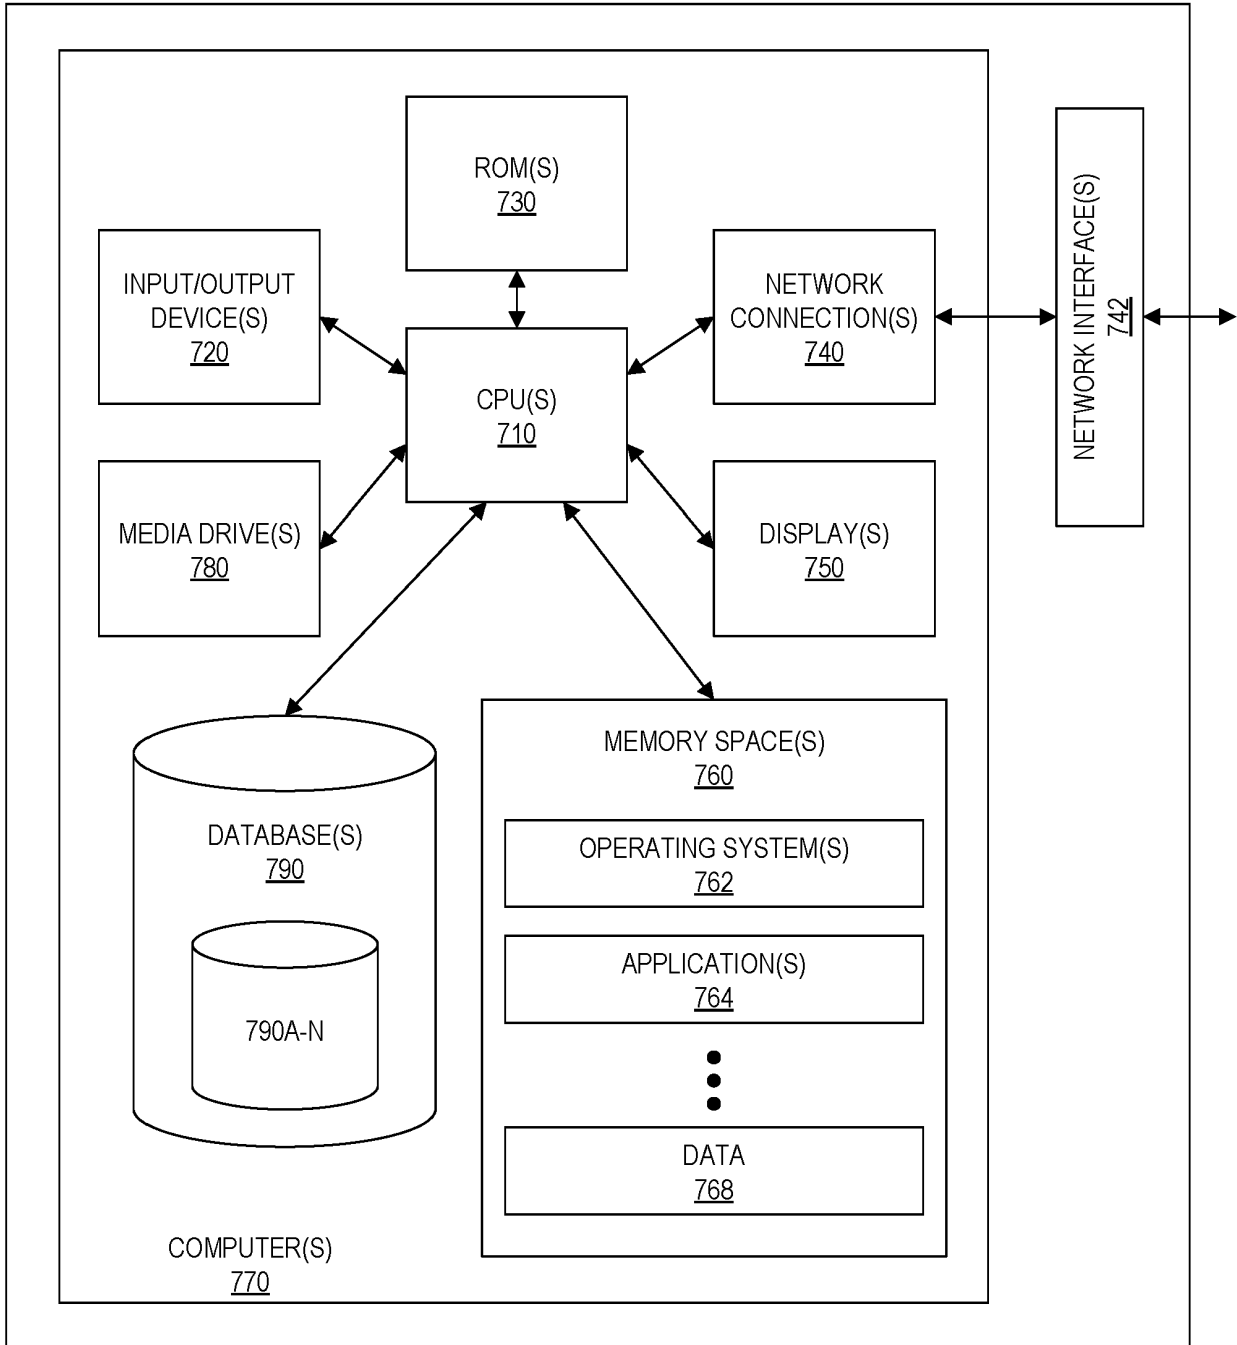 ROM(S)
730
INPUT/OUTPUT
DEVICE(S)
720
NETWORK
CONNECTION(S)
740
NETWORK INTERFACE(S)
742
CPU(S)
710
MEDIA DRIVE(S)
780
DISPLAY(S)
750
MEMORY SPACE(S)
760
DATABASE(S)
790
OPERATING SYSTEM(S)
762
APPLICATION(S)
764
790A-N
DATA
768
COMPUTER(S)
770